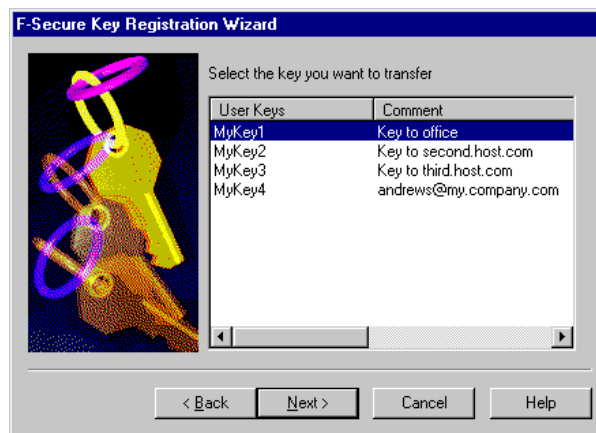 F-Secure Key Registration Wizard
Select the key you want to transfer
User Keys Comment
MyKey1 Key to office
MyKey2 Key to second.host.com
MyKey3 Key to third.host.com
MyKey4 andrews@my.company.com
< Back Next > Cancel Help